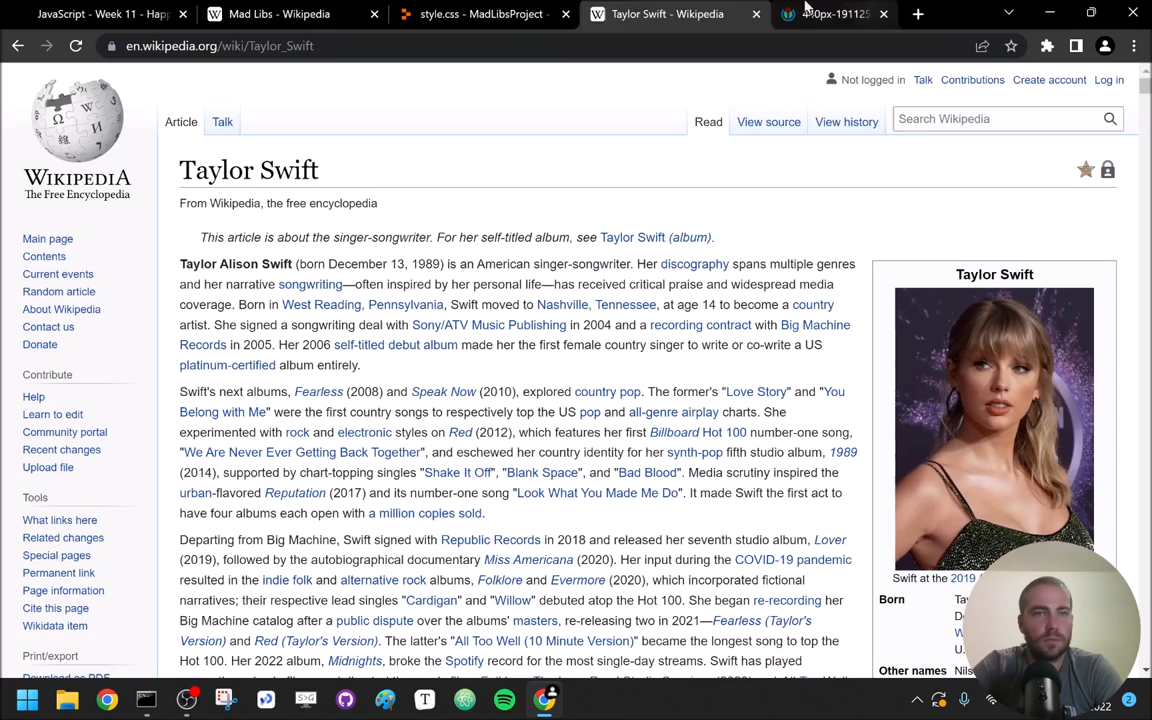 JavaScript - Week 11 - Happ
Mad Libs - Wikipedia
style.css - MadLibsProject -
Taylor Swift - Wikipedia
440px-191125
en.wikipedia.org/wiki/Taylor_Swift
Not logged in Talk Contributions Create account Log in
Article Talk Read View source View history Search Wikipedia
WIKIPEDIA
The Free Encyclopedia
Main page
Contents
Current events
Random article
About Wikipedia
Contact us
Donate
Contribute
Help
Learn to edit
Community portal
Recent changes
Upload file
Tools
What links here
Related changes
Special pages
Permanent link
Page information
Cite this page
Wikidata item
Print/export
Taylor Swift
From Wikipedia, the free encyclopedia
This article is about the singer-songwriter. For her self-titled album, see Taylor Swift (album).
Taylor Alison Swift (born December 13, 1989) is an American singer-songwriter. Her discography spans multiple genres
and her narrative songwriting—often inspired by her personal life—has received critical praise and widespread media
coverage. Born in West Reading, Pennsylvania, Swift moved to Nashville, Tennessee, at age 14 to become a country
artist. She signed a songwriting deal with Sony/ATV Music Publishing in 2004 and a recording contract with Big Machine
Records in 2005. Her 2006 self-titled debut album made her the first female country singer to write or co-write a US
platinum-certified album entirely.
Swift's next albums, Fearless (2008) and Speak Now (2010), explored country pop. The former's "Love Story" and "You
Belong with Me" were the first country songs to respectively top the US pop and all-genre airplay charts. She
experimented with rock and electronic styles on Red (2012), which features her first Billboard Hot 100 number-one song,
"We Are Never Ever Getting Back Together", and eschewed her country identity for her synth-pop fifth studio album, 1989
(2014), supported by chart-topping singles "Shake It Off", "Blank Space", and "Bad Blood". Media scrutiny inspired the
urban-flavored Reputation (2017) and its number-one song "Look What You Made Me Do". It made Swift the first act to
have four albums each open with a million copies sold.
Departing from Big Machine, Swift signed with Republic Records in 2018 and released her seventh studio album, Lover
(2019), followed by the autobiographical documentary Miss Americana (2020). Her input during the COVID-19 pandemic
resulted in the indie folk and alternative rock albums, Folklore and Evermore (2020), which incorporated fictional
narratives; their respective lead singles "Cardigan" and "Willow" debuted atop the Hot 100. She began re-recording her
Big Machine catalog after a public dispute over the albums' masters, re-releasing two in 2021—Fearless (Taylor's
Version) and Red (Taylor's Version). The latter's "All Too Well (10 Minute Version)" became the longest song to top the
Hot 100. Her 2022 album, Midnights, broke the Spotify record for the most single-day streams. Swift has played
Taylor Swift
Swift at the 2019
Born
Other names
2